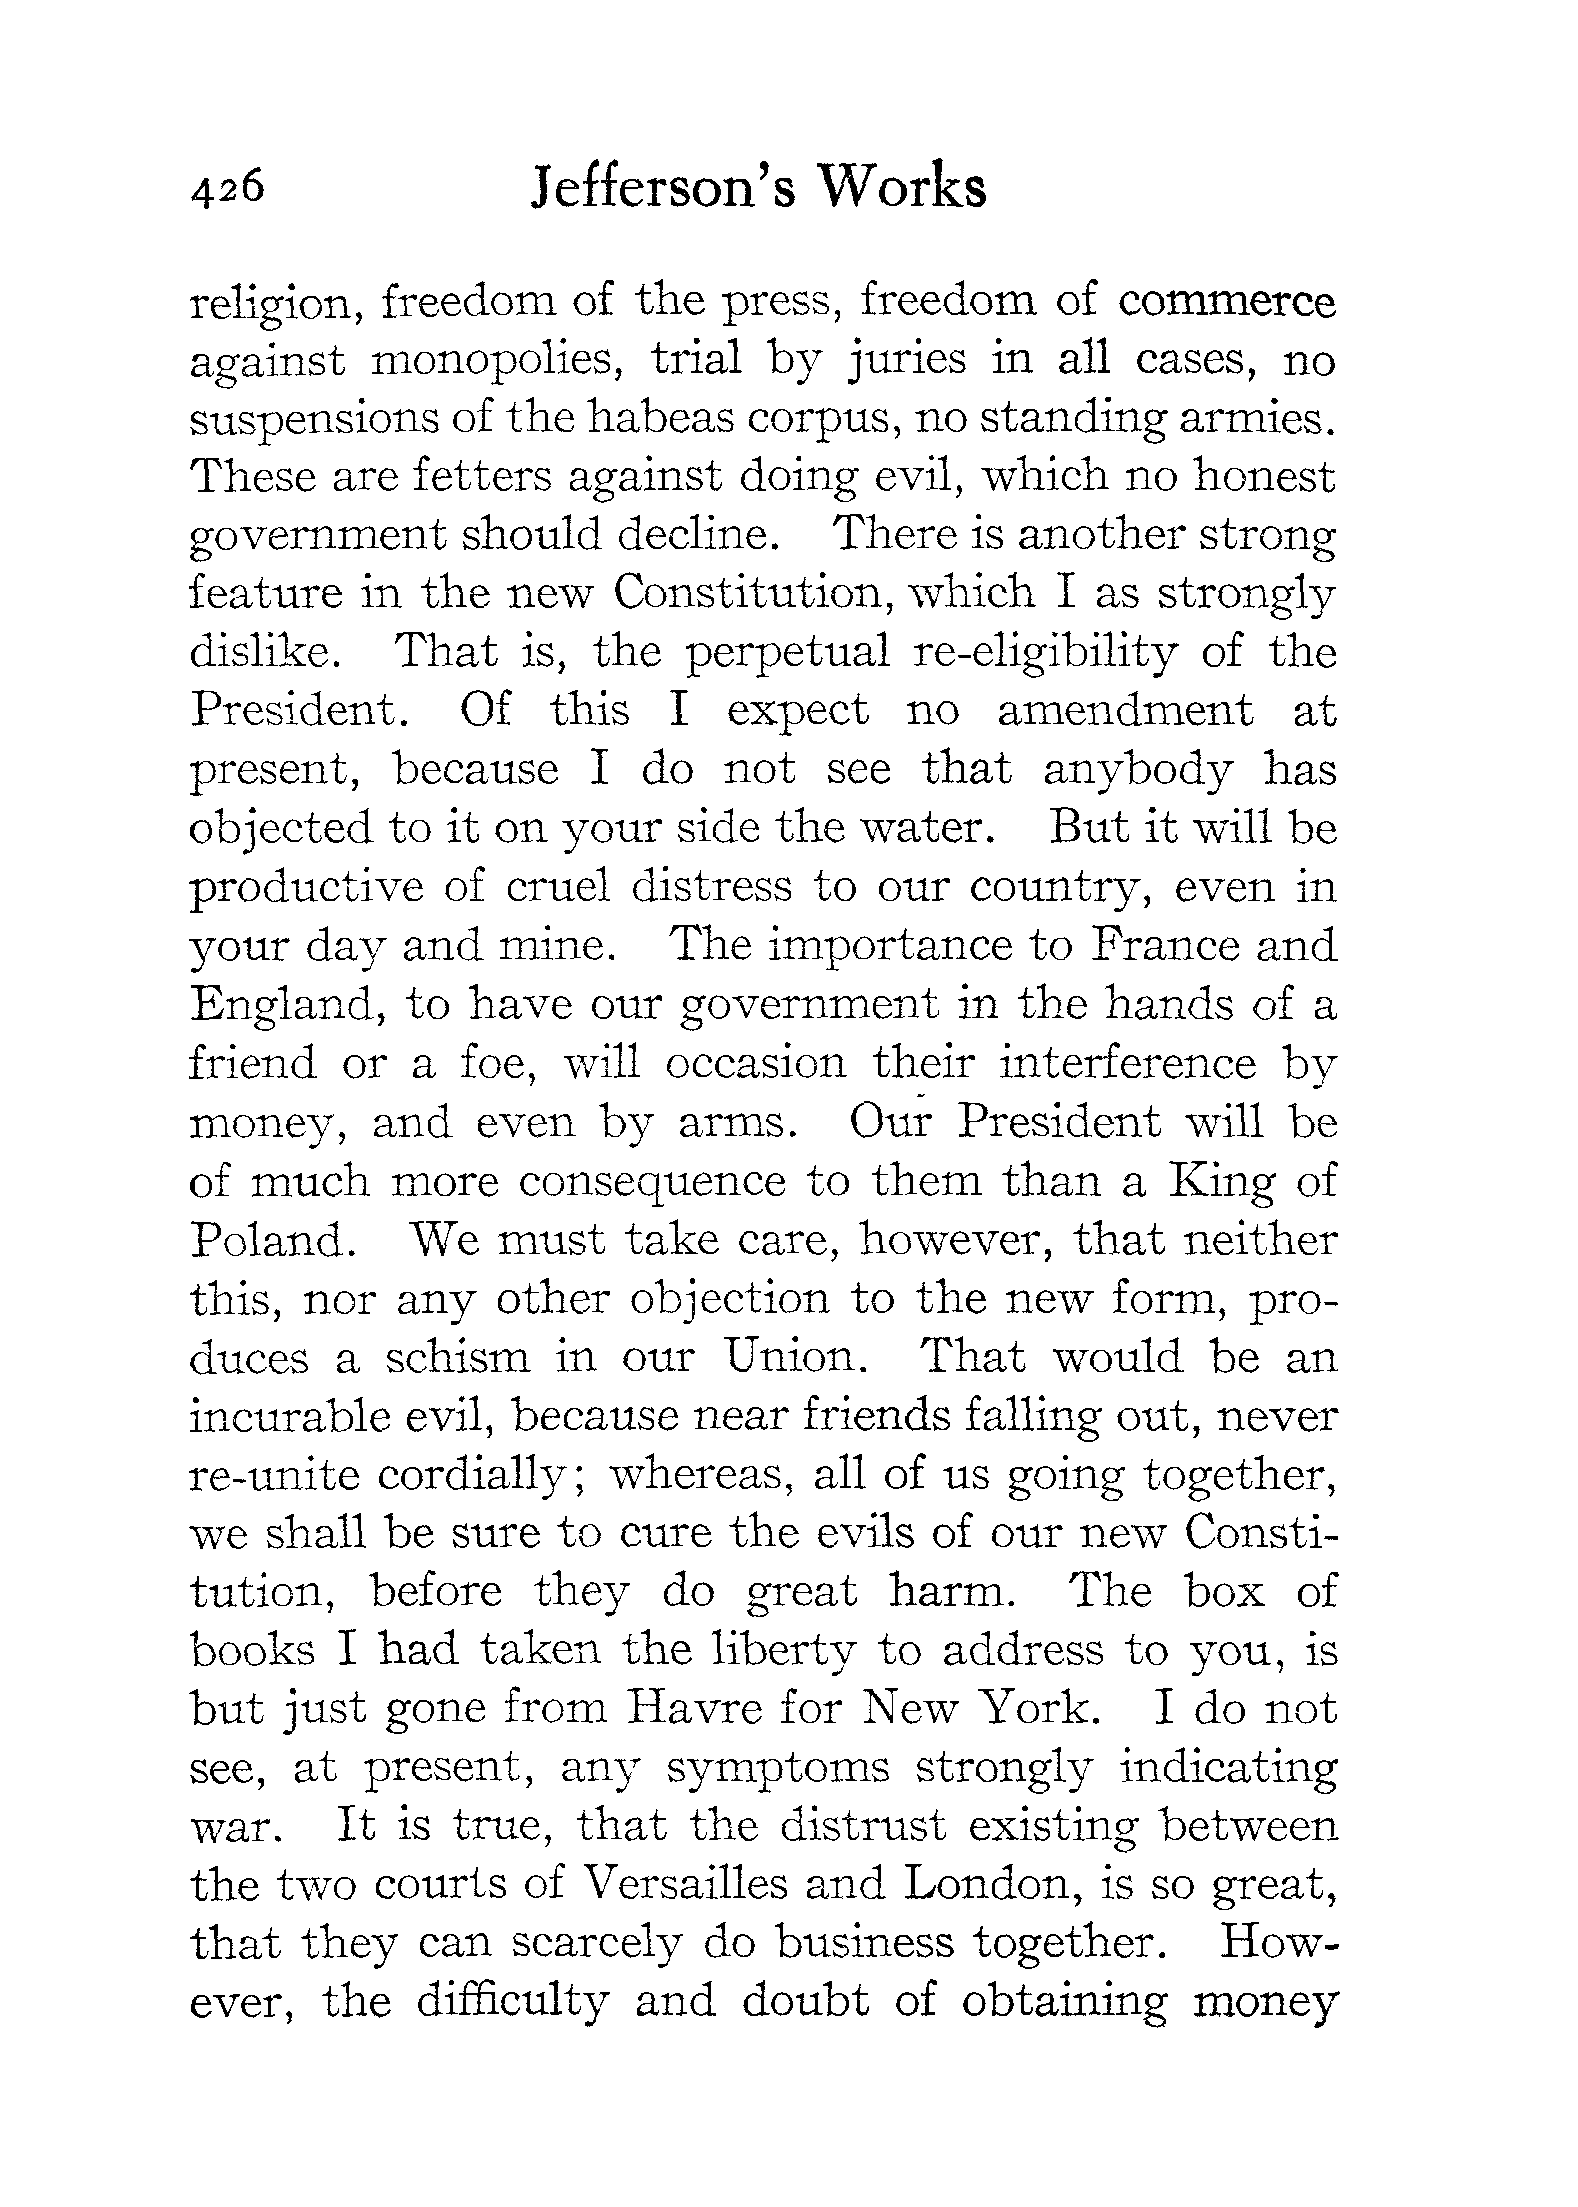 426 Jefferson's Works
religion, freedom of the press, freedom of commerce
against monopolies, trial by juries in all cases, no
suspensions of the habeas corpus, no standing armies.
These are fetters against doing evil, which no honest
government should decline. There is another strong
feature in the new Constitution, which I as strongly
dislike. That is, the perpetual re-eligibility of the
President. Of this I expect no amendment at
present, because I do not see that anybody has
objected to it on your side the water. But it will be
productive of cruel distress to our country, even in
your day and mine. The importance to France and
England, to have our government in the hands of a
friend or a foe, will occasion their interference by
money, and even by arms. Our President will be
of much more consequence to them than a King of
Poland. We must take care, however, that neither
this, nor any other objection to the new form, pro-
duces a schism in our Union. That would be an
incurable evil, because near friends falling out, never
re-unite cordially; whereas, all of us going together,
we shall be sure to cure the evils of our new Consti-
tution, before they do great harm. The box of
books I had taken the liberty to address to you, is
but just gone from Havre for New York. I do not
see, at present, any symptoms strongly indicating
war. It is true, that the distrust existing between
the two courts of Versailles and London, is so great,
that they can scarcely do business together. How-
ever, the difficulty and doubt of obtaining money